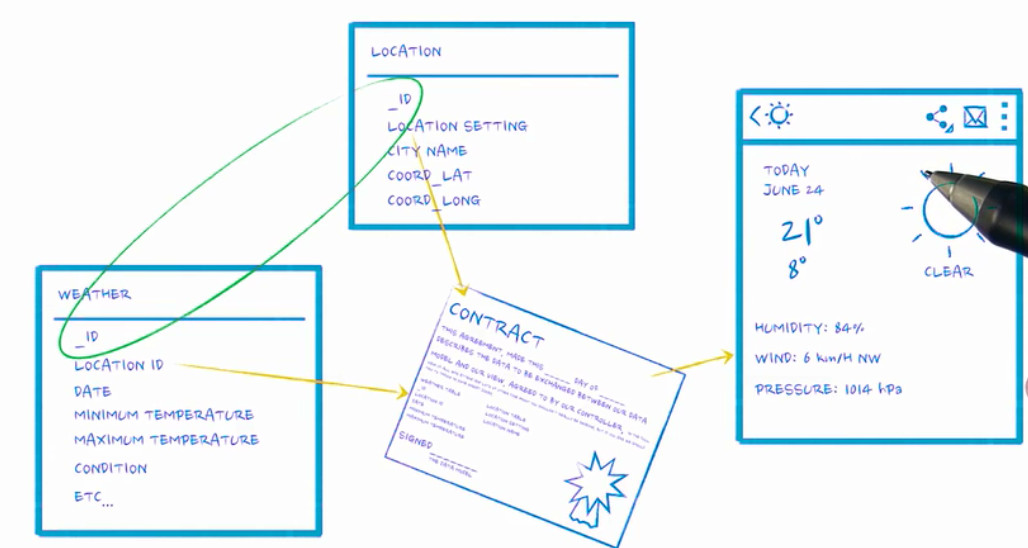 LOCATION
_ID
LOCATION SETTING
CITY NAME
COORD_LAT
COORD_LONG
WEATHER
_ID
LOCATION ID
DATE
MINIMUM TEMPERATURE
MAXIMUM TEMPERATURE
CONDITION
ETC...
CONTRACT
THIS AGREEMENT, MADE THIS ______ DAY OF ______
DESCRIBES THE DATA TO BE EXCHANGED BETWEEN OUR DATA
MODEL AND OUR VIEW, AGREED TO BY OUR CONTROLLER,
WEATHER TABLE
_ID
LOCATION ID
DATE
MINIMUM TEMPERATURE
MAXIMUM TEMPERATURE
LOCATION TABLE
LOCATION SETTING
LOCATION NAME
SIGNED
THE DATA MODEL
TODAY
JUNE 24
21°
8°
CLEAR
HUMIDITY: 84%
WIND: 6 km/H NW
PRESSURE: 1014 hPa